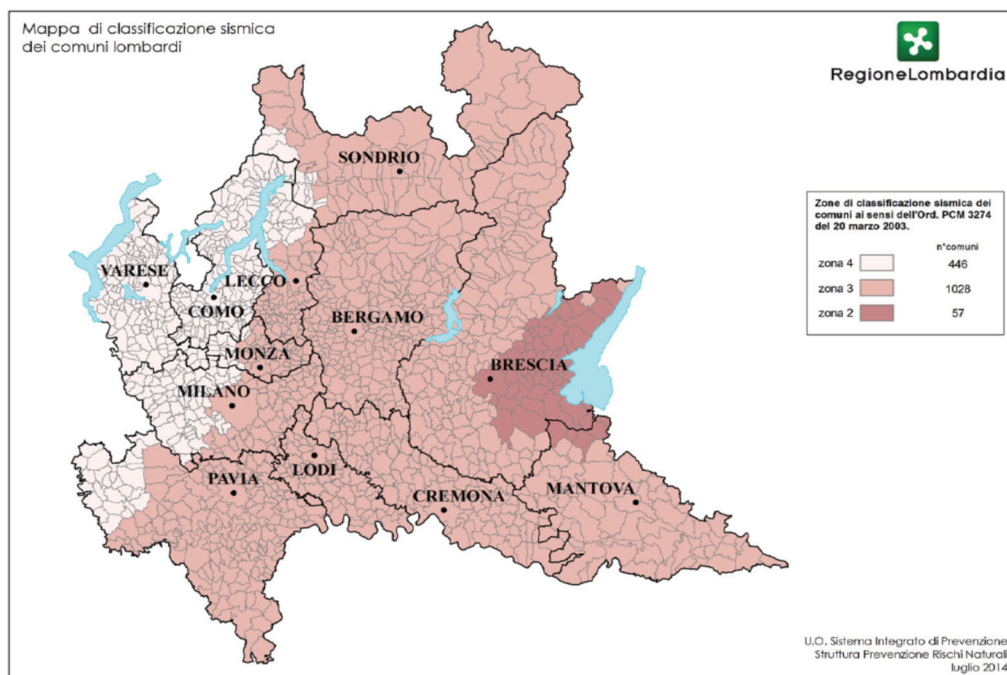 Mappa di classificazione sismica
dei comuni lombardi
RegioneLombardia
SONDRIO
VARESE
LECCO
COMO
BERGAMO
MONZA
BRESCIA
MILANO
PAVIA
LODI
CREMONA
MANTOVA
Zone di classificazione sismica dei
comuni ai sensi dell'Ord. PCM 3274
del 20 marzo 2003.
n°comuni
zona 4 446
zona 3 1028
zona 2 57
U.O. Sistema Integrato di Prevenzione
Struttura Prevenzione Rischi Naturali
luglio 2014